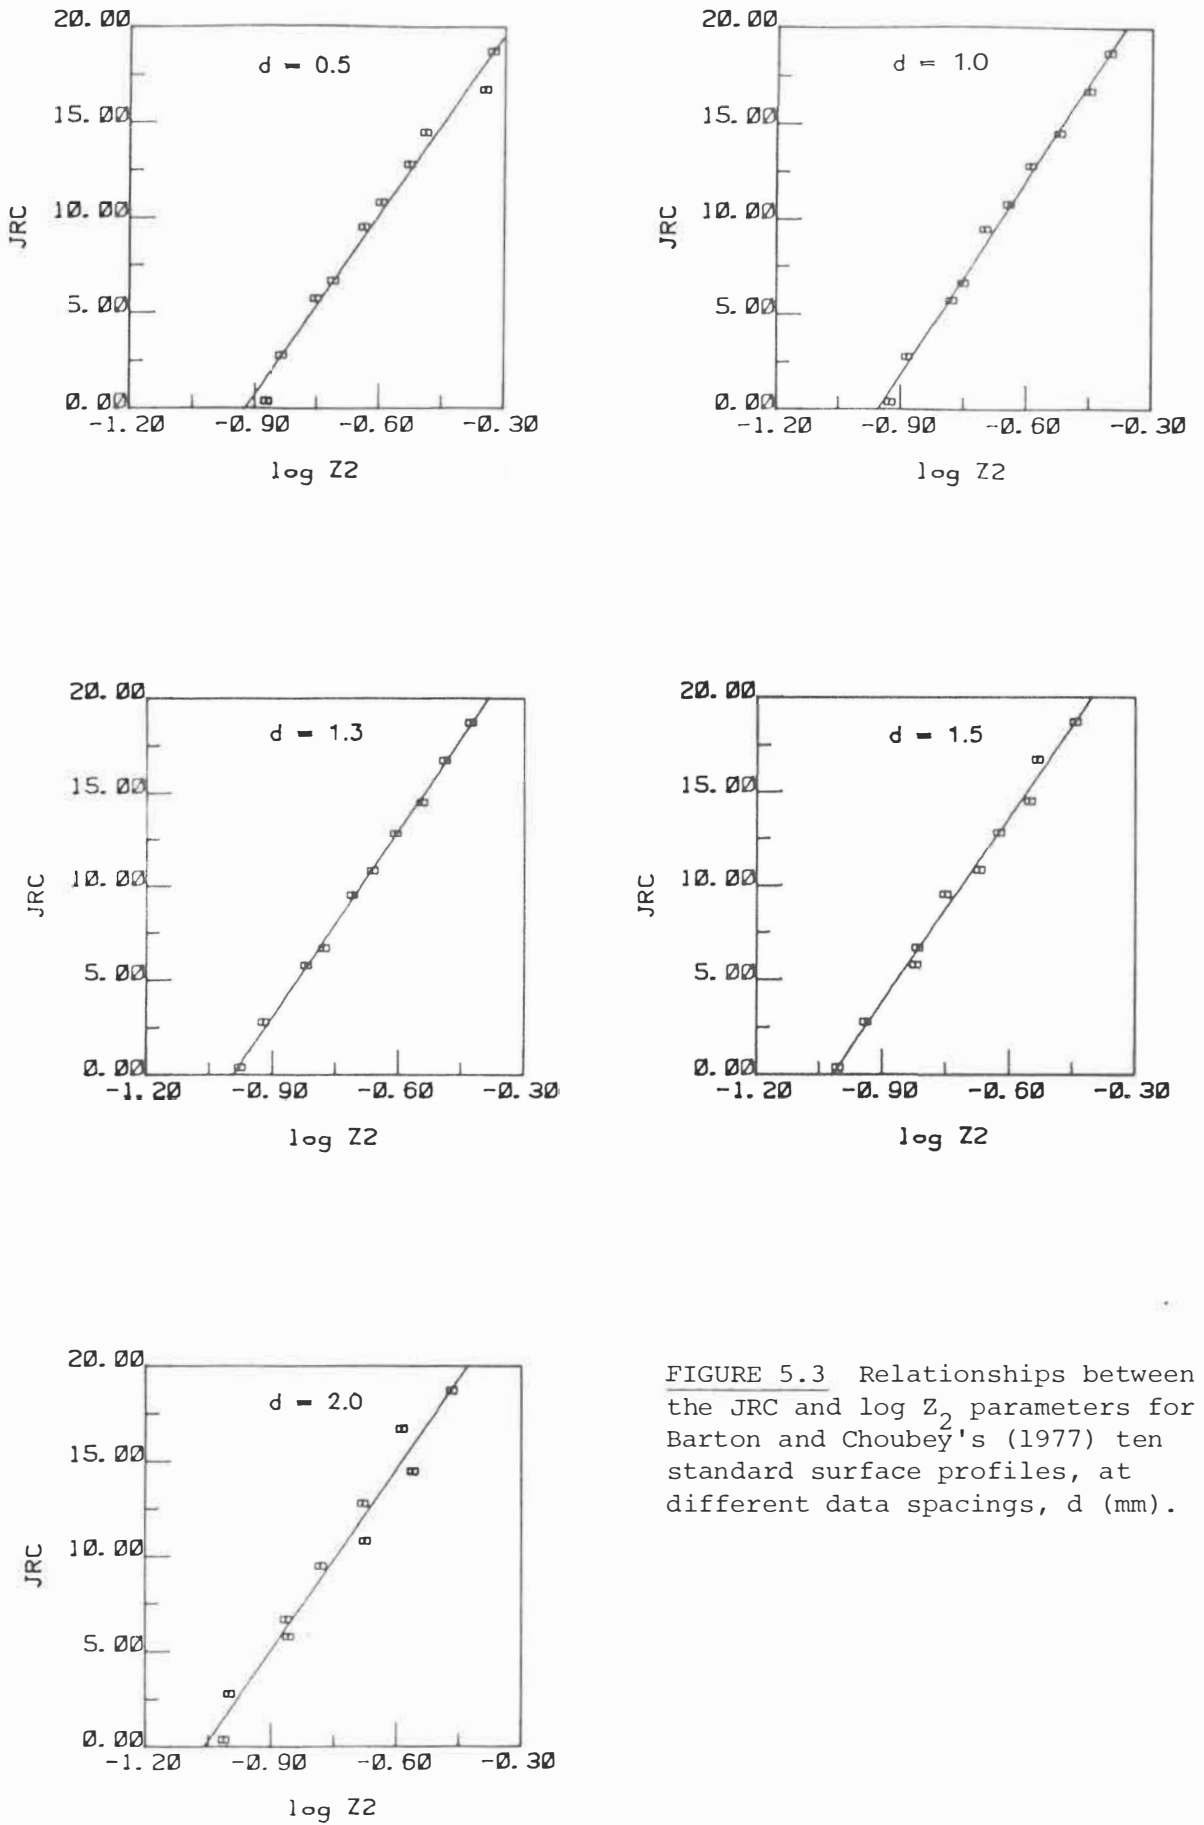 20.00
d = 0.5
15.00
10.00
JRC
5.00
0.00
-1.20 -0.90 -0.60 -0.30
log Z2
20.00
d = 1.0
15.00
10.00
JRC
5.00
0.00
-1.20 -0.90 -0.60 -0.30
log Z2
20.00
d = 1.3
15.00
10.00
JRC
5.00
0.00
-1.20 -0.90 -0.60 -0.30
log Z2
20.00
d = 1.5
15.00
10.00
JRC
5.00
0.00
-1.20 -0.90 -0.60 -0.30
log Z2
20.00
d = 2.0
15.00
10.00
JRC
5.00
0.00
-1.20 -0.90 -0.60 -0.30
log Z2
FIGURE 5.3 Relationships between
the JRC and log Z2 parameters for
Barton and Choubey's (1977) ten
standard surface profiles, at
different data spacings, d (mm).